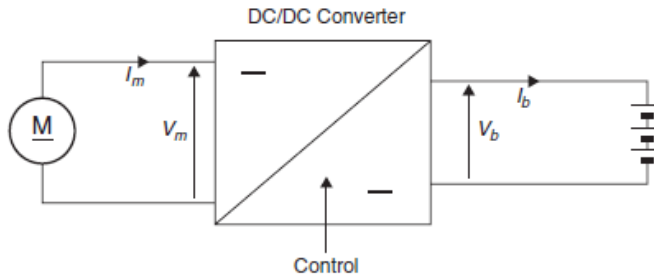 DC/DC Converter
I_m
M
V_m
V_b
I_b
Control